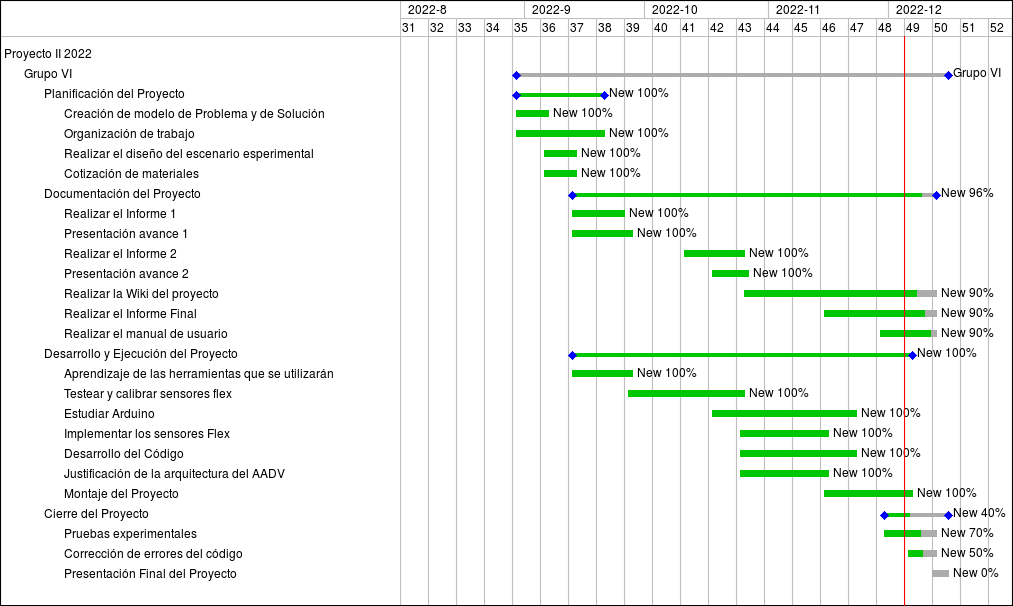 2022-8 2022-9 2022-10 2022-11 2022-12
31 32 33 34 35 36 37 38 39 40 41 42 43 44 45 46 47 48 49 50 51 52
Proyecto II 2022
Grupo VI Grupo VI
Planificación del Proyecto New 100%
Creación de modelo de Problema y de Solución New 100%
Organización de trabajo New 100%
Realizar el diseño del escenario esperimental New 100%
Cotización de materiales New 100%
Documentación del Proyecto New 96%
Realizar el Informe 1 New 100%
Presentación avance 1 New 100%
Realizar el Informe 2 New 100%
Presentación avance 2 New 100%
Realizar la Wiki del proyecto New 90%
Realizar el Informe Final New 90%
Realizar el manual de usuario New 90%
Desarrollo y Ejecución del Proyecto New 100%
Aprendizaje de las herramientas que se utilizarán New 100%
Testear y calibrar sensores flex New 100%
Estudiar Arduino New 100%
Implementar los sensores Flex New 100%
Desarrollo del Código New 100%
Justificación de la arquitectura del AADV New 100%
Montaje del Proyecto New 100%
Cierre del Proyecto New 40%
Pruebas experimentales New 70%
Corrección de errores del código New 50%
Presentación Final del Proyecto New 0%